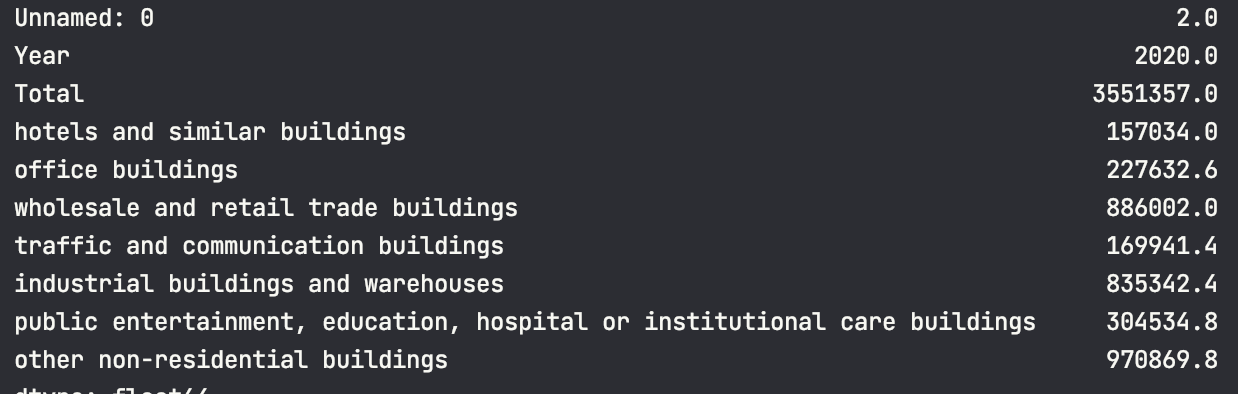 Unnamed: 0 2.0
Year 2020.0
Total 3551357.0
hotels and similar buildings 157034.0
office buildings 227632.6
wholesale and retail trade buildings 886002.0
traffic and communication buildings 169941.4
industrial buildings and warehouses 835342.4
public entertainment, education, hospital or institutional care buildings 304534.8
other non-residential buildings 970869.8
dtype: float64